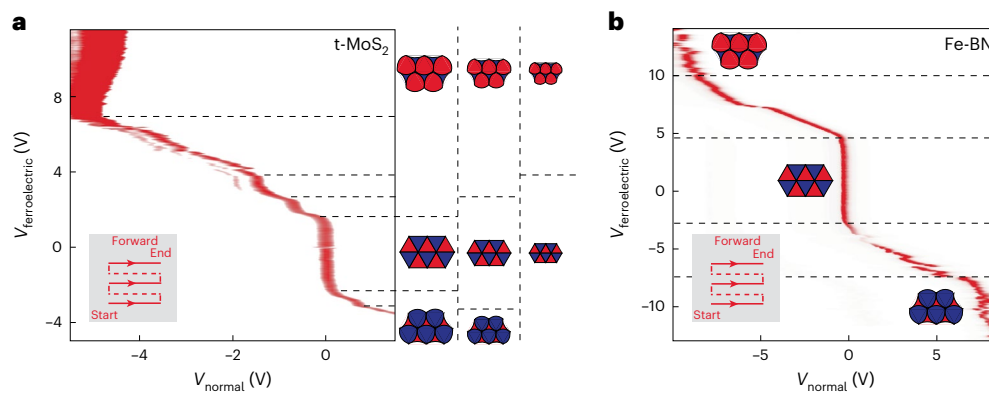 a
t-MoS2
8
4
0
−4
Vferroelectric (V)
Forward
End
Start
−4
−2
0
Vnormal (V)
b
Fe-BN
10
5
0
−5
−10
Vferroelectric (V)
Forward
End
Start
−5
0
5
Vnormal (V)